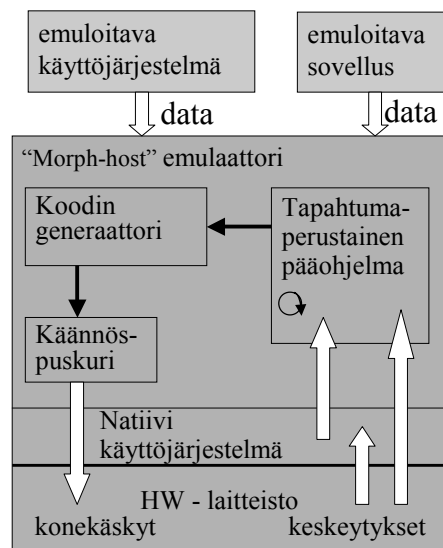 emuloitava
käyttöjärjestelmä
emuloitava
sovellus
data
data
“Morph-host” emulaattori
Koodin
generaattori
Tapahtuma-
perustainen
pääohjelma
Käännös-
puskuri
Natiivi
käyttöjärjestelmä
HW - laitteisto
konekäskyt
keskeytykset